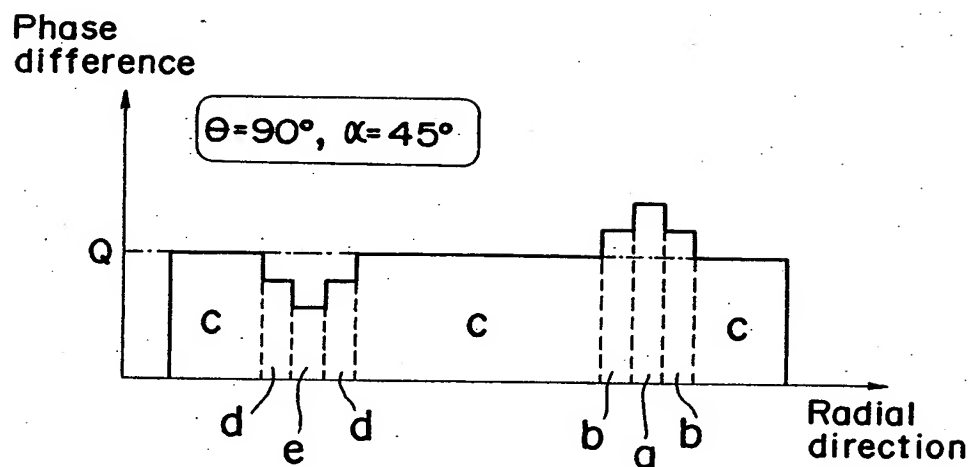 Phase
difference
θ=90°, α=45°
Q
c c c
d e d b a b
Radial
direction